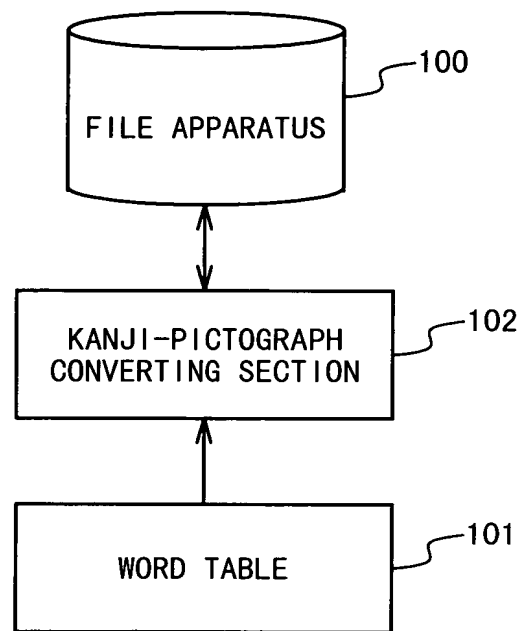 100
FILE APPARATUS
102
KANJI-PICTOGRAPH
CONVERTING SECTION
101
WORD TABLE